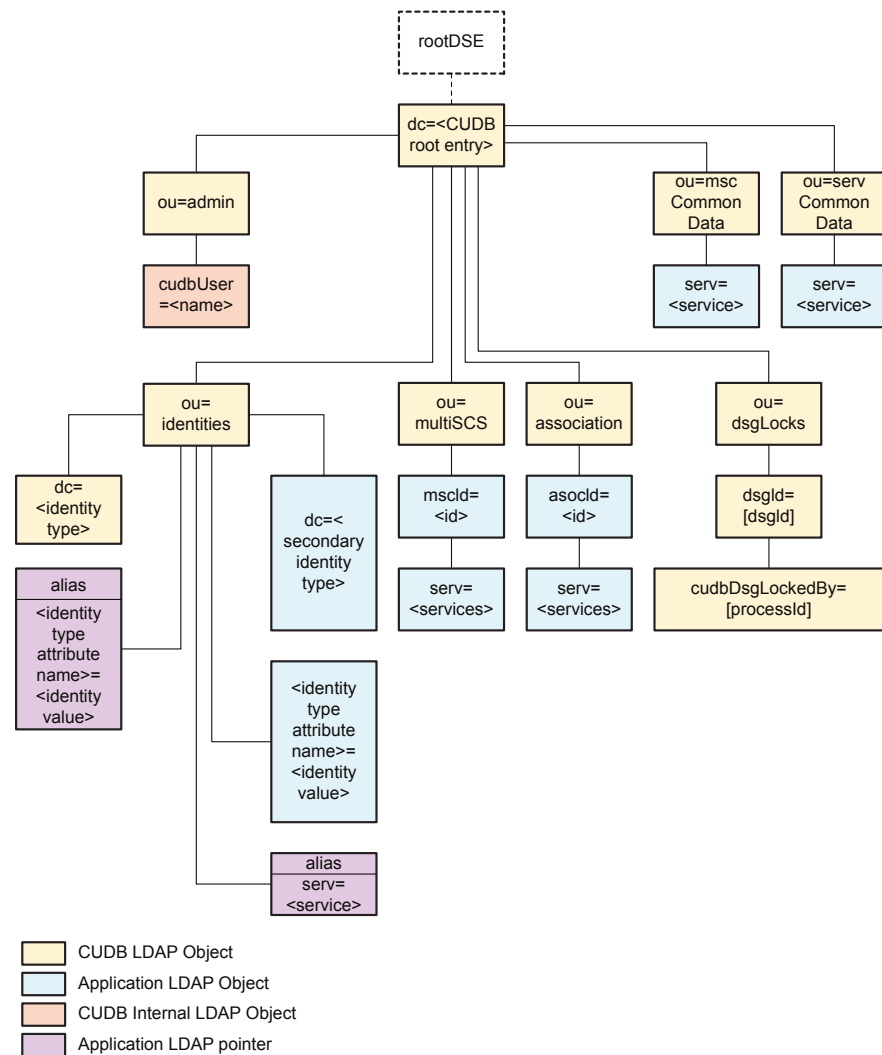 rootDSE
dc=<CUDB
root entry>
ou=admin
ou=msc
Common
Data
ou=serv
Common
Data
cudbUser
=<name>
serv=
<service>
serv=
<service>
ou=
identities
ou=
multiSCS
ou=
association
ou=
dsgLocks
dc=
<identity
type>
dc=<
secondary
identity
type>
mscId=
<id>
asocId=
<id>
dsgId=
[dsgId]
alias
<identity
type
attribute
name>=
<identity
value>
serv=
<services>
serv=
<services>
cudbDsgLockedBy=
[processId]
<identity
type
attribute
name>=
<identity
value>
alias
serv=
<service>
CUDB LDAP Object
Application LDAP Object
CUDB Internal LDAP Object
Application LDAP pointer